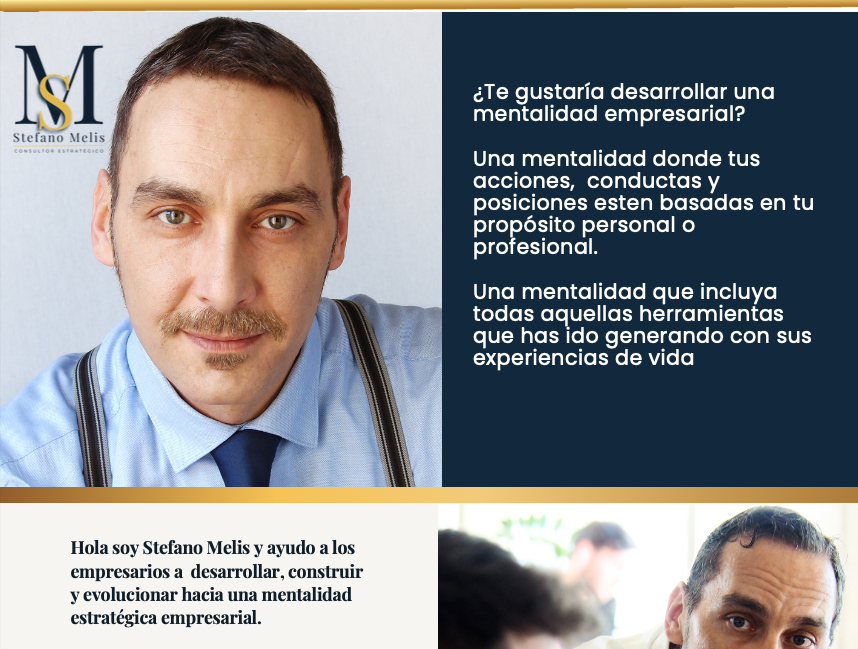 MS
Stefano Melis
CONSULTOR ESTRATÉGICO
¿Te gustaría desarrollar una
mentalidad empresarial?
Una mentalidad donde tus
acciones,  conductas y
posiciones esten basadas en tu
propósito personal o
profesional.
Una mentalidad que incluya
todas aquellas herramientas
que has ido generando con sus
experiencias de vida
Hola soy Stefano Melis y ayudo a los
empresarios a  desarrollar, construir
y evolucionar hacia una mentalidad
estratégica empresarial.